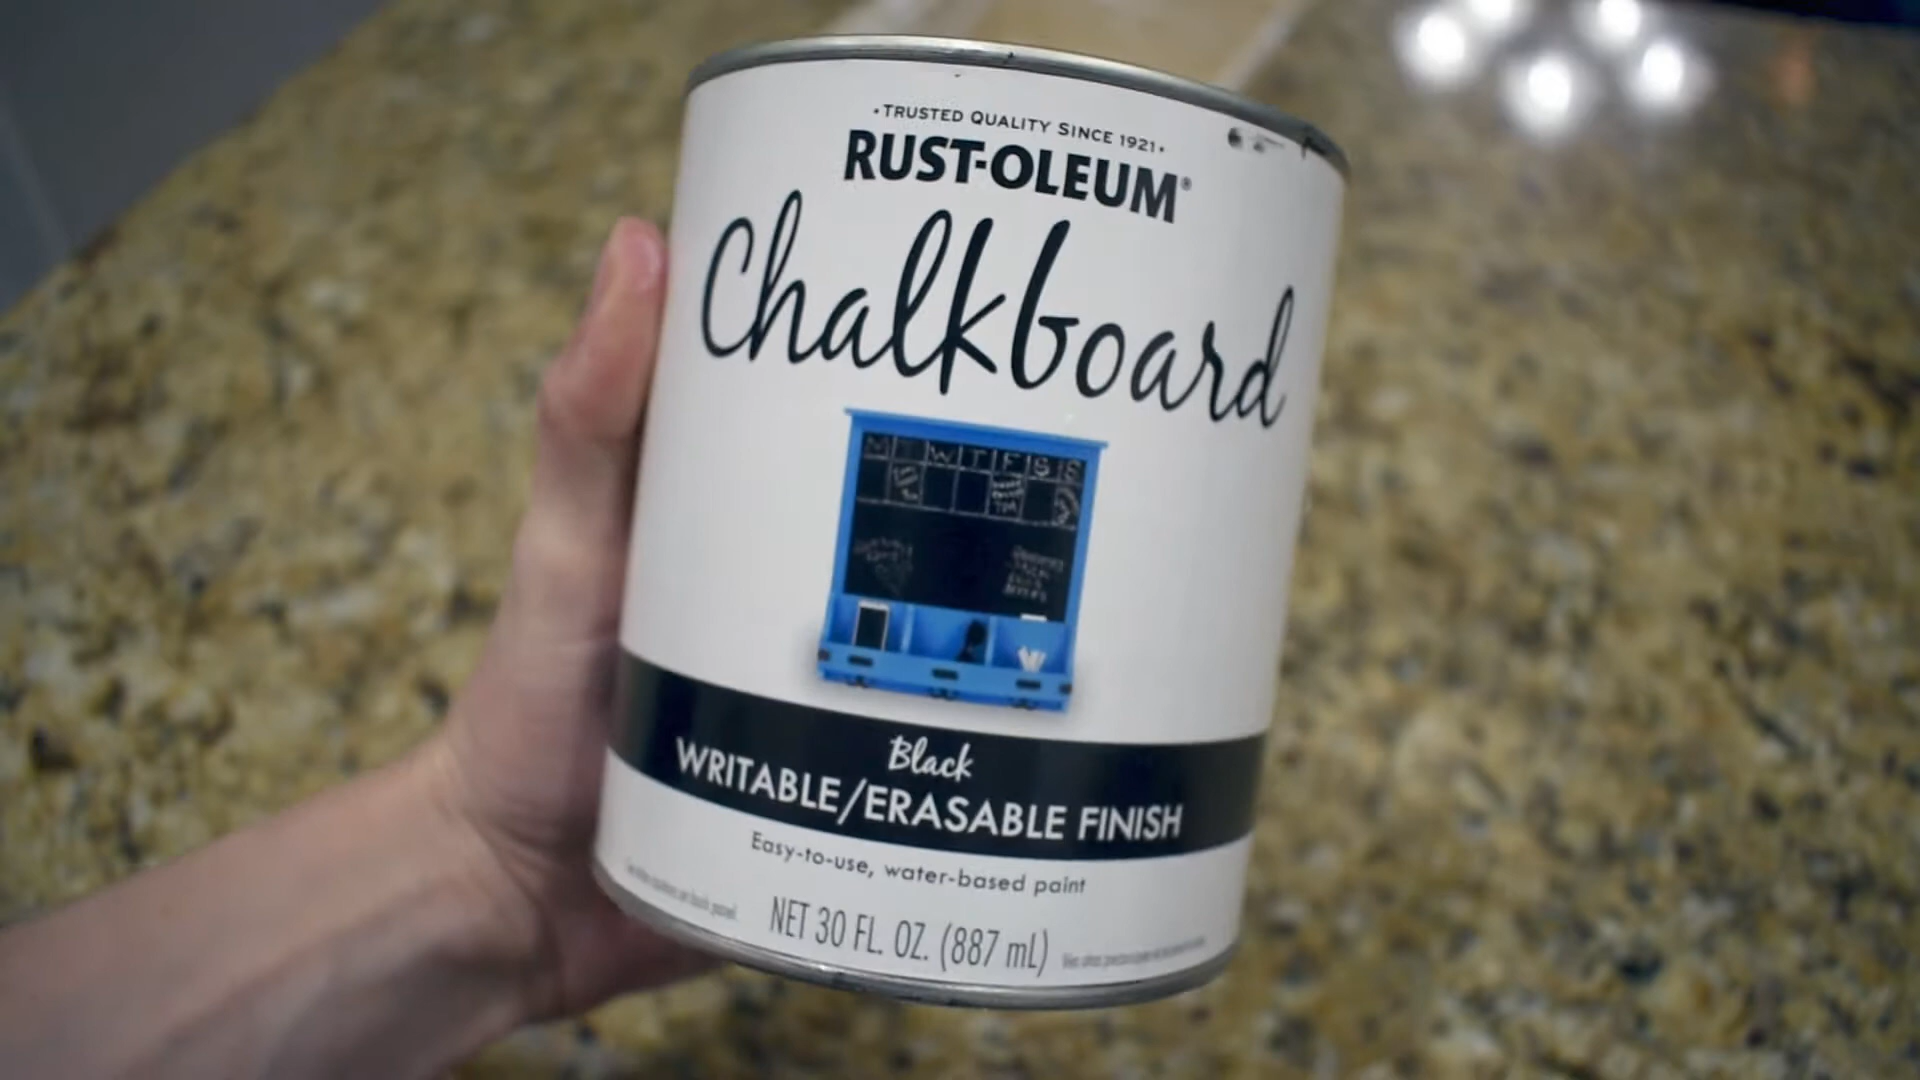 •TRUSTED QUALITY SINCE 1921•
RUST-OLEUM®
Chalkboard
M T W T F S S
Black
WRITABLE/ERASABLE FINISH
Easy-to-use, water-based paint
NET 30 FL. OZ. (887 mL)